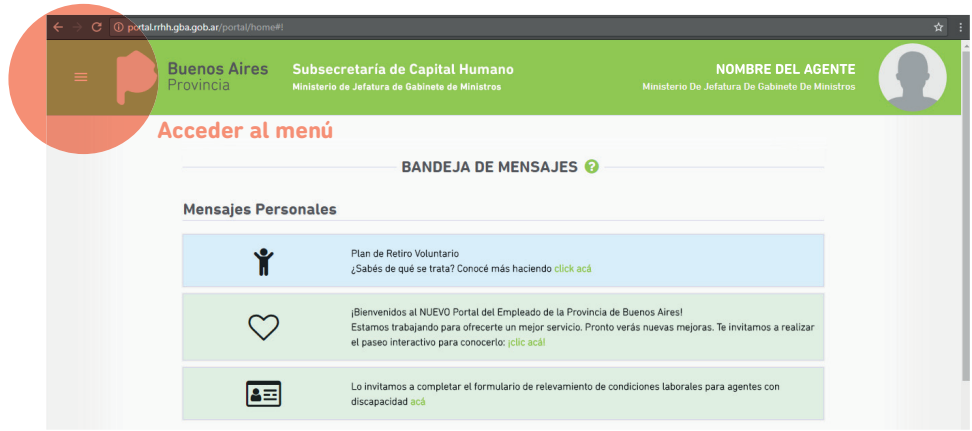 portal.rrhh.gba.gob.ar/portal/home#!
Buenos Aires
Provincia
Subsecretaría de Capital Humano
Ministerio de Jefatura de Gabinete de Ministros
NOMBRE DEL AGENTE
Ministerio De Jefatura De Gabinete De Ministros
Acceder al menú
BANDEJA DE MENSAJES ?
Mensajes Personales
Plan de Retiro Voluntario
¿Sabés de qué se trata? Conocé más haciendo click acá
¡Bienvenidos al NUEVO Portal del Empleado de la Provincia de Buenos Aires!
Estamos trabajando para ofrecerte un mejor servicio. Pronto verás nuevas mejoras. Te invitamos a realizar
el paseo interactivo para conocerlo: ¡clic acá!
Lo invitamos a completar el formulario de relevamiento de condiciones laborales para agentes con
discapacidad acá